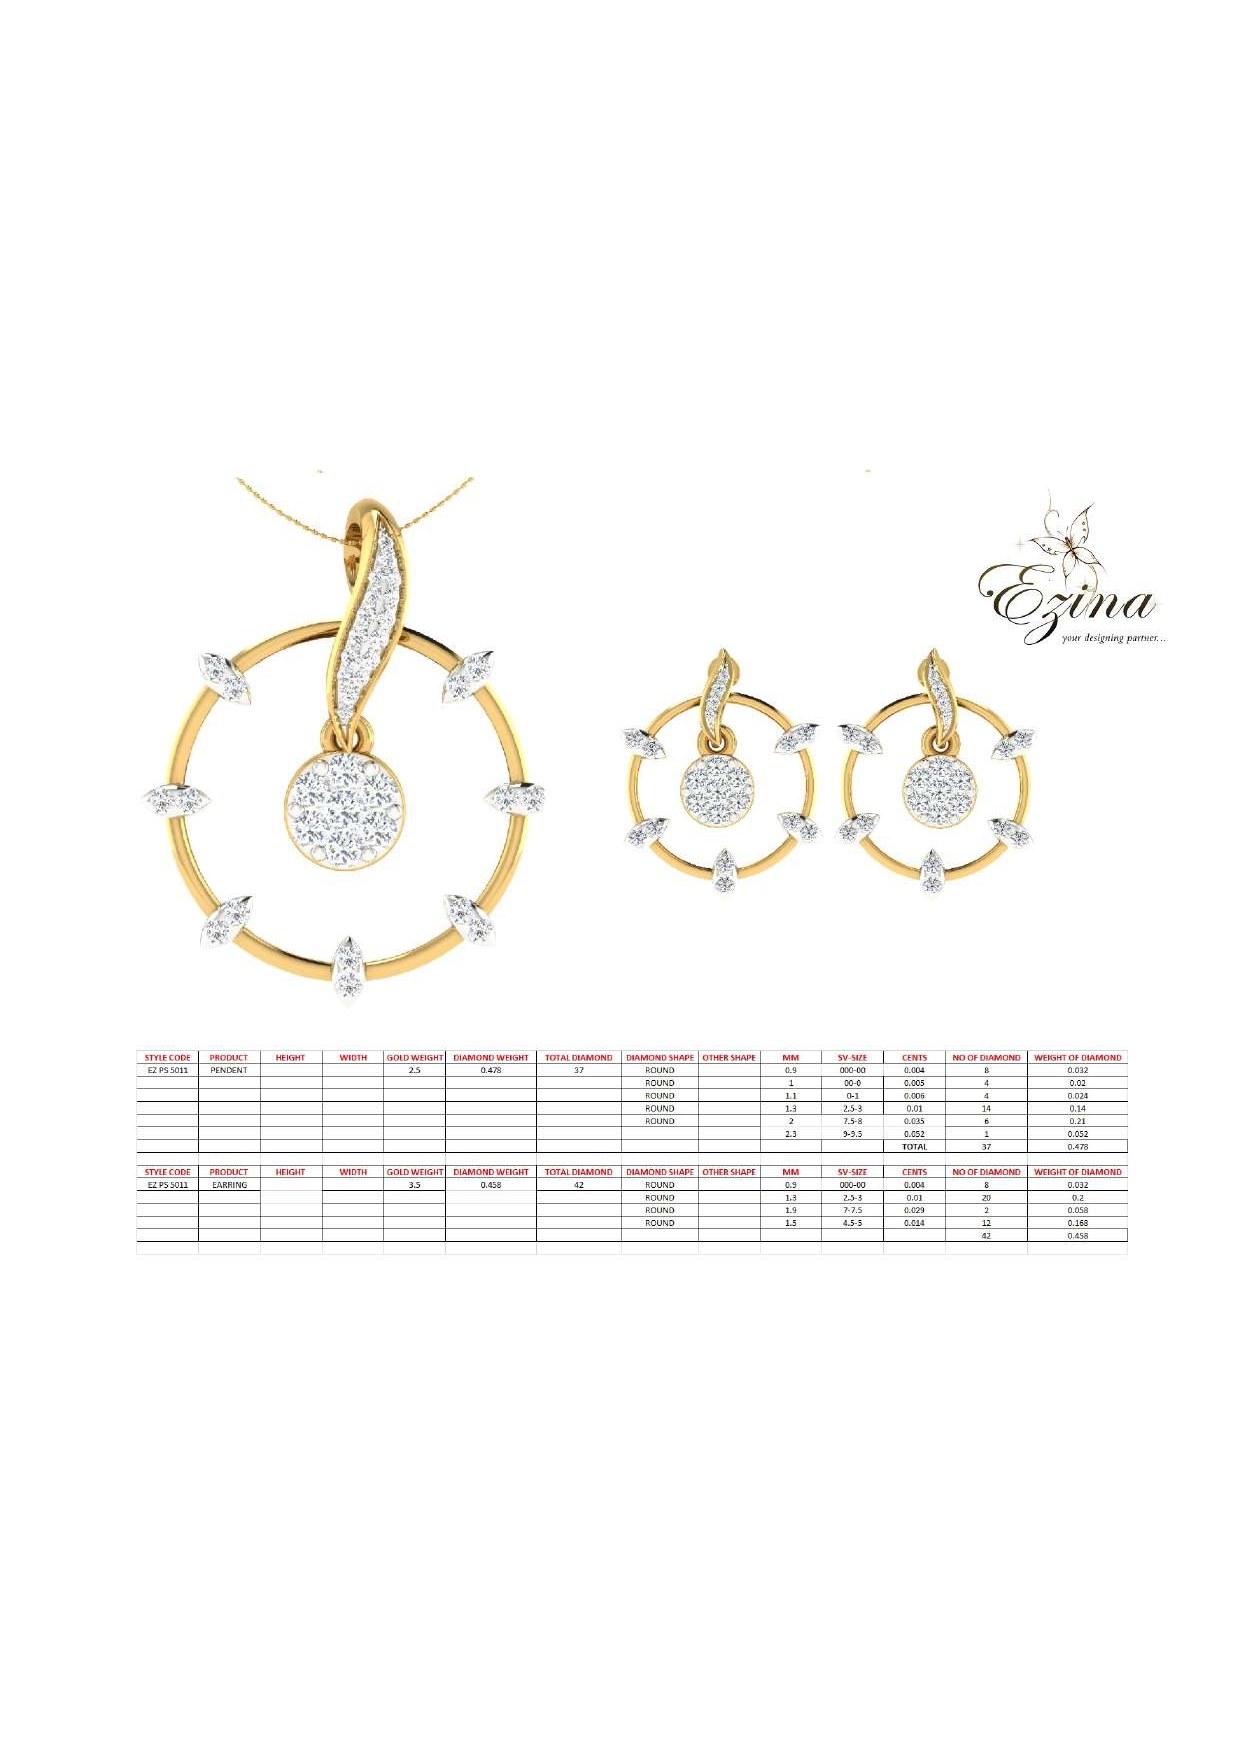 Ezina
your designing partner...
STYLE CODE PRODUCT HEIGHT WIDTH GOLD WEIGHT DIAMOND WEIGHT TOTAL DIAMOND DIAMOND SHAPE OTHER SHAPE MM SV-SIZE CENTS NO OF DIAMOND WEIGHT OF DIAMOND
EZ PS 5011 PENDENT 2.5 0.478 37 ROUND 0.9 000-00 0.004 8 0.032
ROUND 1 00-0 0.005 4 0.02
ROUND 1.1 0-1 0.006 4 0.024
ROUND 1.3 2.5-3 0.01 14 0.14
ROUND 2 7.5-8 0.035 6 0.21
2.3 9-9.5 0.052 1 0.052
TOTAL 37 0.478
STYLE CODE PRODUCT HEIGHT WIDTH GOLD WEIGHT DIAMOND WEIGHT TOTAL DIAMOND DIAMOND SHAPE OTHER SHAPE MM SV-SIZE CENTS NO OF DIAMOND WEIGHT OF DIAMOND
EZ PS 5011 EARRING 3.5 0.458 42 ROUND 0.9 000-00 0.004 8 0.032
ROUND 1.3 2.5-3 0.01 20 0.2
ROUND 1.9 7-7.5 0.029 2 0.058
ROUND 1.5 4.5-5 0.014 12 0.168
42 0.458